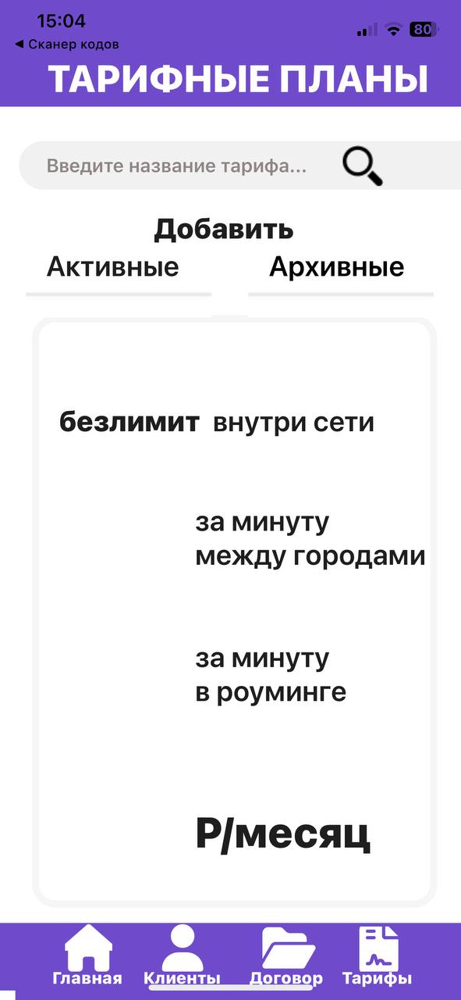 15:04
80
◀ Сканер кодов
ТАРИФНЫЕ ПЛАНЫ
Введите название тарифа...
Добавить
Активные Архивные
безлимит внутри сети
за минуту
между городами
за минуту
в роуминге
Р/месяц
Главная Клиенты Договор Тарифы